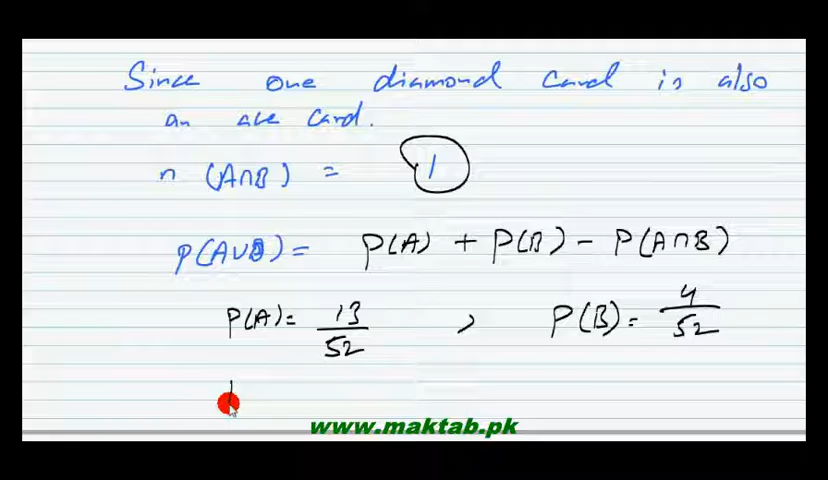 Since one diamond card is also
an ace card.
n (A∩B) = 1
P(A∪B) = P(A) + P(B) - P(A∩B)
P(A) = 13/52 , P(B) = 4/52
www.maktab.pk